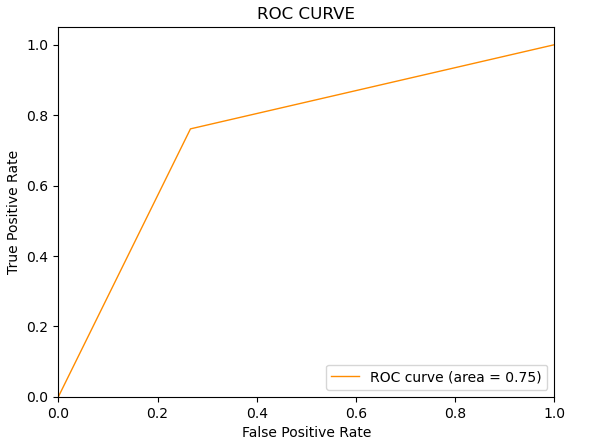 ROC CURVE
1.0
0.8
0.6
0.4
0.2
0.0
True Positive Rate
ROC curve (area = 0.75)
0.0 0.2 0.4 0.6 0.8 1.0
False Positive Rate